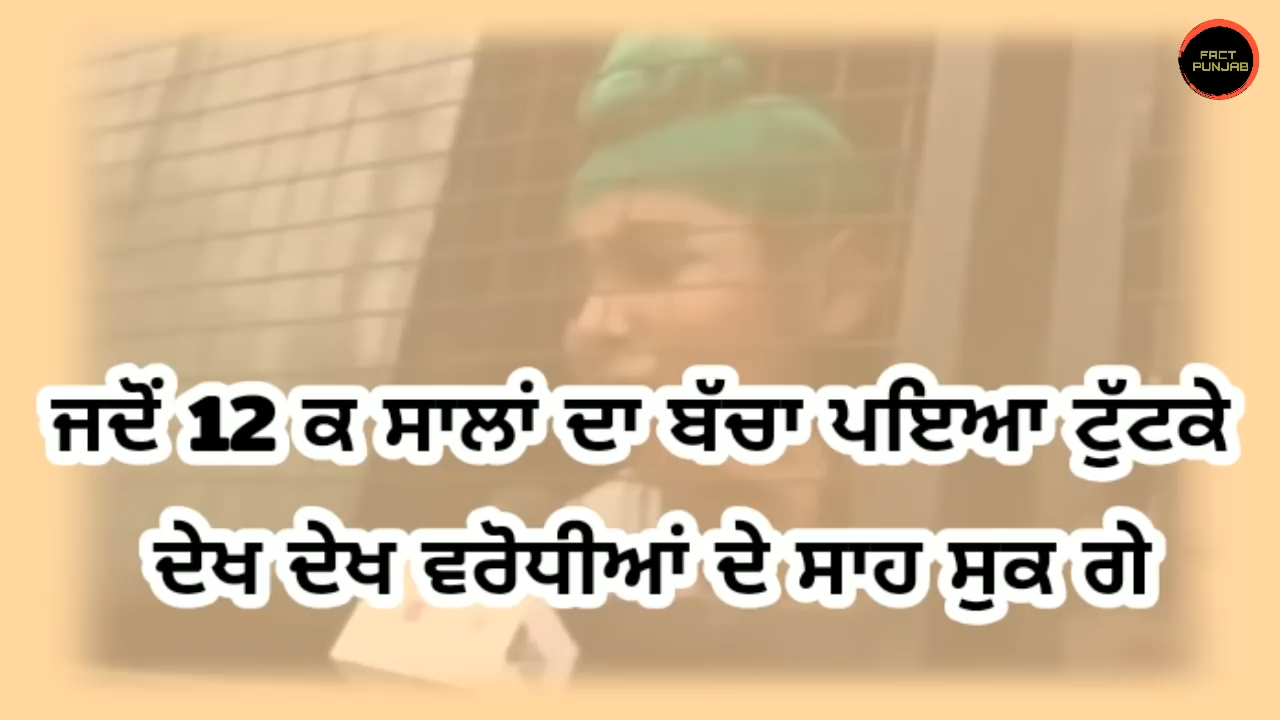 FACT
PUNJAB
ਜਦੋਂ 12 ਕ ਸਾਲਾਂ ਦਾ ਬੱਚਾ ਪਇਆ ਟੁੱਟਕੇ
ਦੇਖ ਦੇਖ ਵਰੋਧੀਆਂ ਦੇ ਸਾਹ ਸੁਕ ਗੇ